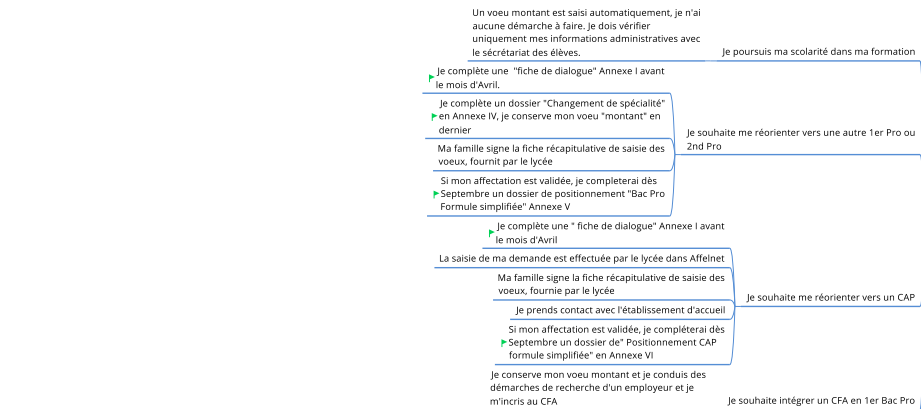 Un voeu montant est saisi automatiquement, je n'ai
aucune démarche à faire. Je dois vérifier
uniquement mes informations administratives avec
le sécrétariat des élèves.
Je poursuis ma scolarité dans ma formation
Je complète une "fiche de dialogue" Annexe I avant
le mois d'Avril.
Je complète un dossier "Changement de spécialité"
en Annexe IV, je conserve mon voeu "montant" en
dernier
Ma famille signe la fiche récapitulative de saisie des
voeux, fournit par le lycée
Si mon affectation est validée, je completerai dès
Septembre un dossier de positionnement "Bac Pro
Formule simplifiée" Annexe V
Je souhaite me réorienter vers une autre 1er Pro ou
2nd Pro
Je complète une " fiche de dialogue" Annexe I avant
le mois d'Avril
La saisie de ma demande est effectuée par le lycée dans Affelnet
Ma famille signe la fiche récapitulative de saisie des
voeux, fournie par le lycée
Je prends contact avec l'établissement d'accueil
Si mon affectation est validée, je compléterai dès
Septembre un dossier de" Positionnement CAP
formule simplifiée" en Annexe VI
Je souhaite me réorienter vers un CAP
Je conserve mon voeu montant et je conduis des
démarches de recherche d'un employeur et je
m'incris au CFA
Je souhaite intégrer un CFA en 1er Bac Pro